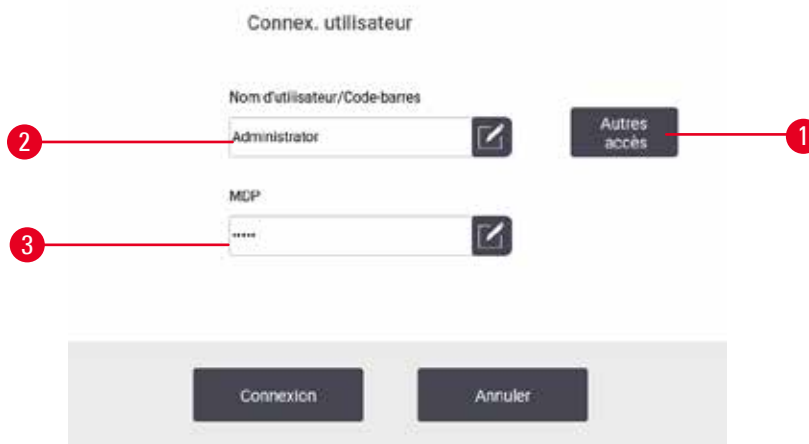 Connex. utilisateur
Nom d'utilisateur/Code-barres
2
Administrator
Autres
accès
1
MDP
3
•••••
Connexion
Annuler